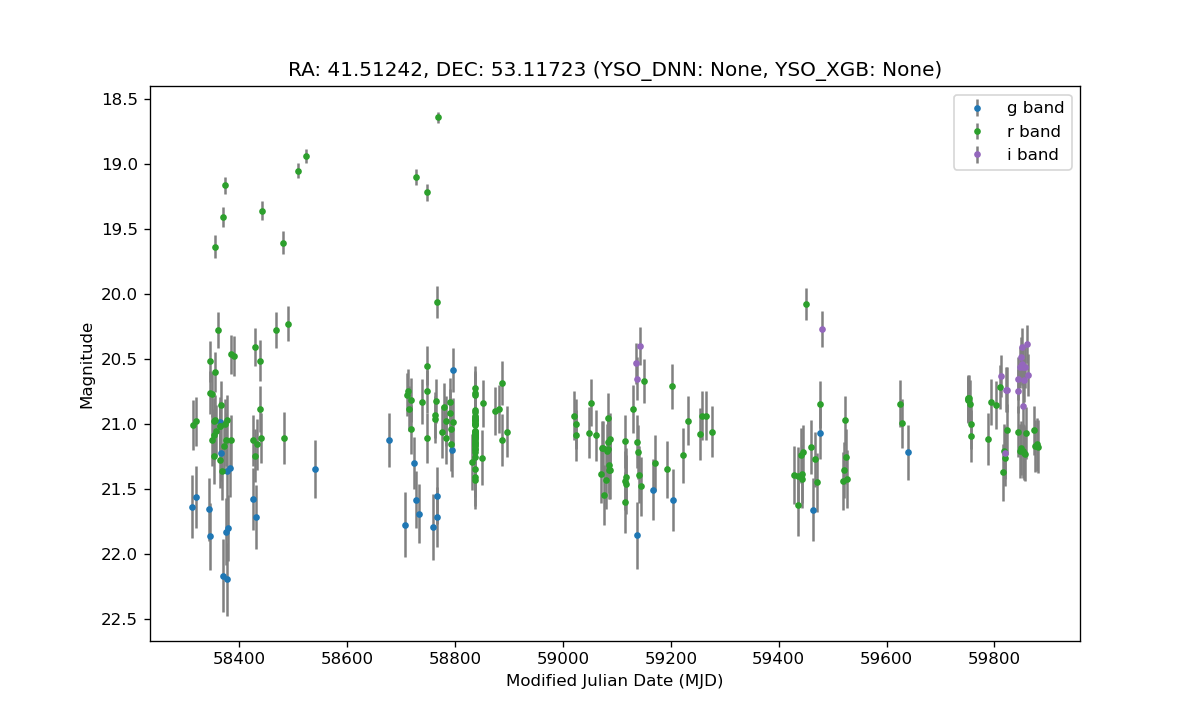 RA: 41.51242, DEC: 53.11723 (YSO_DNN: None, YSO_XGB: None)
g band
r band
i band
18.5
19.0
19.5
20.0
20.5
21.0
21.5
22.0
22.5
Magnitude
58400 58600 58800 59000 59200 59400 59600 59800
Modified Julian Date (MJD)